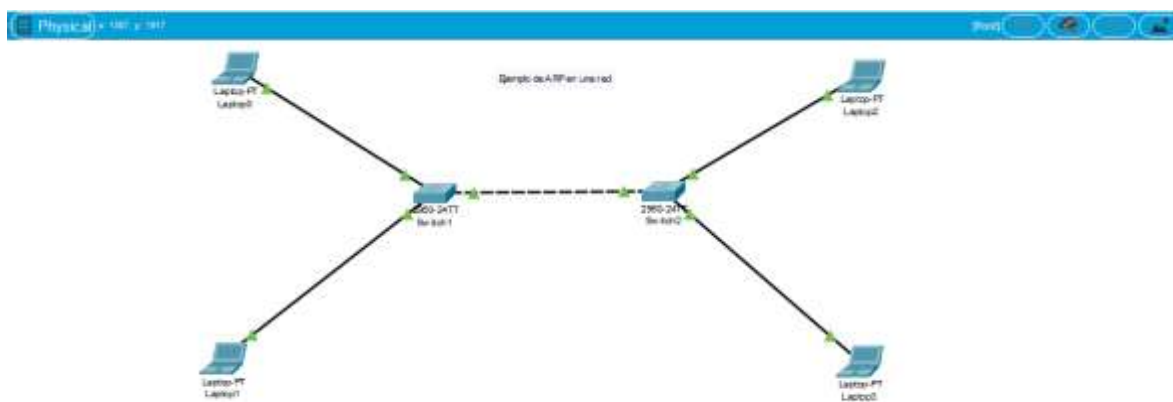 Physical
Ejemplo de ARP en una red
Laptop-PT
Laptop0
Laptop-PT
Laptop2
2960-24TT
Switch1
2960-24TT
Switch2
Laptop-PT
Laptop1
Laptop-PT
Laptop3